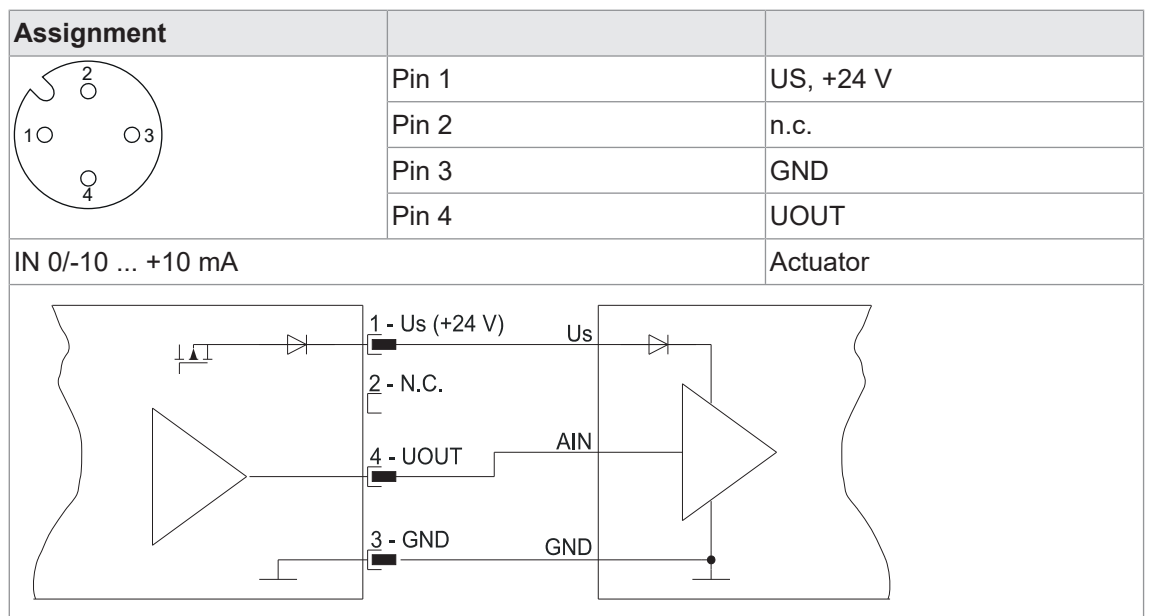 Assignment
2
1
3
4
Pin 1 US, +24 V
Pin 2 n.c.
Pin 3 GND
Pin 4 UOUT
IN 0/-10 ... +10 mA Actuator
1 - Us (+24 V)
Us
2 - N.C.
AIN
4 - UOUT
3 - GND
GND